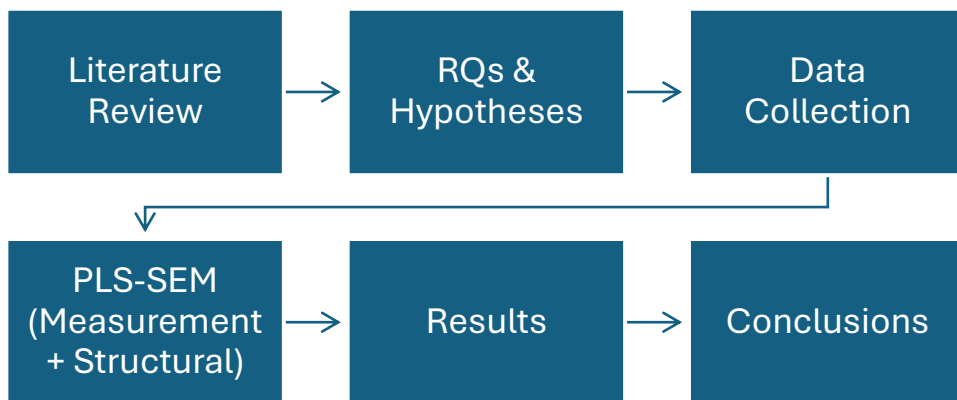 Literature
Review
RQs &
Hypotheses
Data
Collection
PLS-SEM
(Measurement
+ Structural)
Results
Conclusions